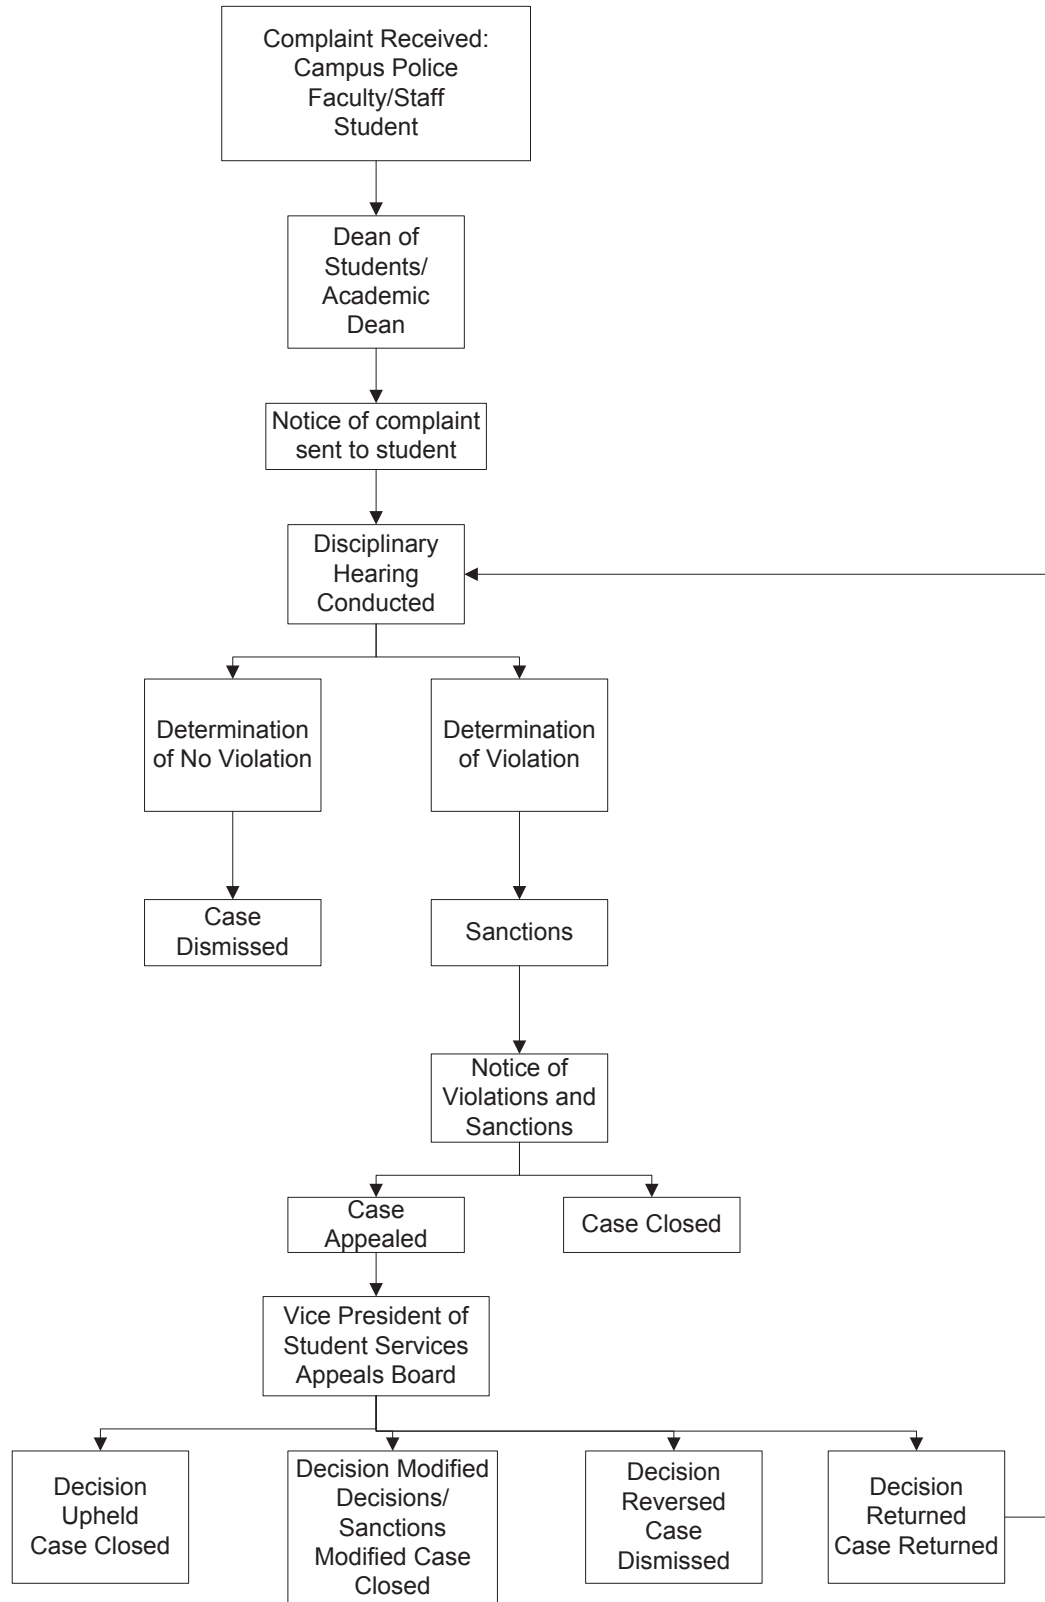 Complaint Received:
Campus Police
Faculty/Staff
Student
Dean of
Students/
Academic
Dean
Notice of complaint
sent to student
Disciplinary
Hearing
Conducted
Determination
of No Violation
Determination
of Violation
Case
Dismissed
Sanctions
Notice of
Violations and
Sanctions
Case
Appealed
Case Closed
Vice President of
Student Services
Appeals Board
Decision
Upheld
Case Closed
Decision Modified
Decisions/
Sanctions
Modified Case
Closed
Decision
Reversed
Case
Dismissed
Decision
Returned
Case Returned